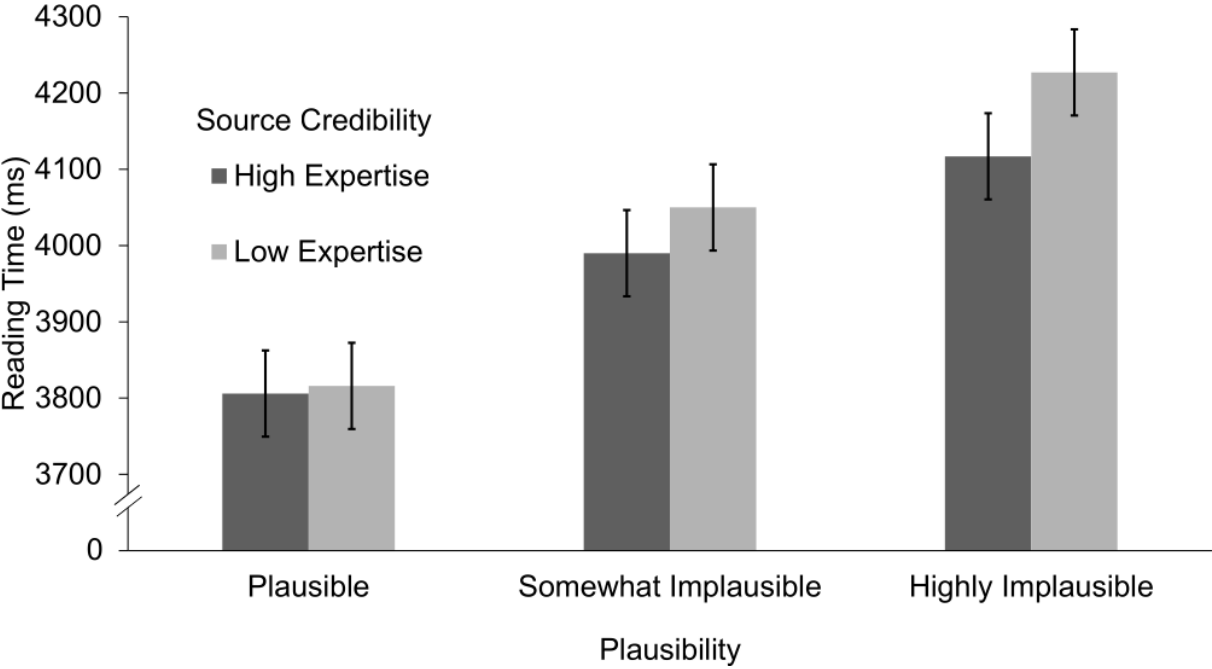 4300
4200
4100
4000
3900
3800
3700
0
Reading Time (ms)
Source Credibility
High Expertise
Low Expertise
Plausible
Somewhat Implausible
Highly Implausible
Plausibility